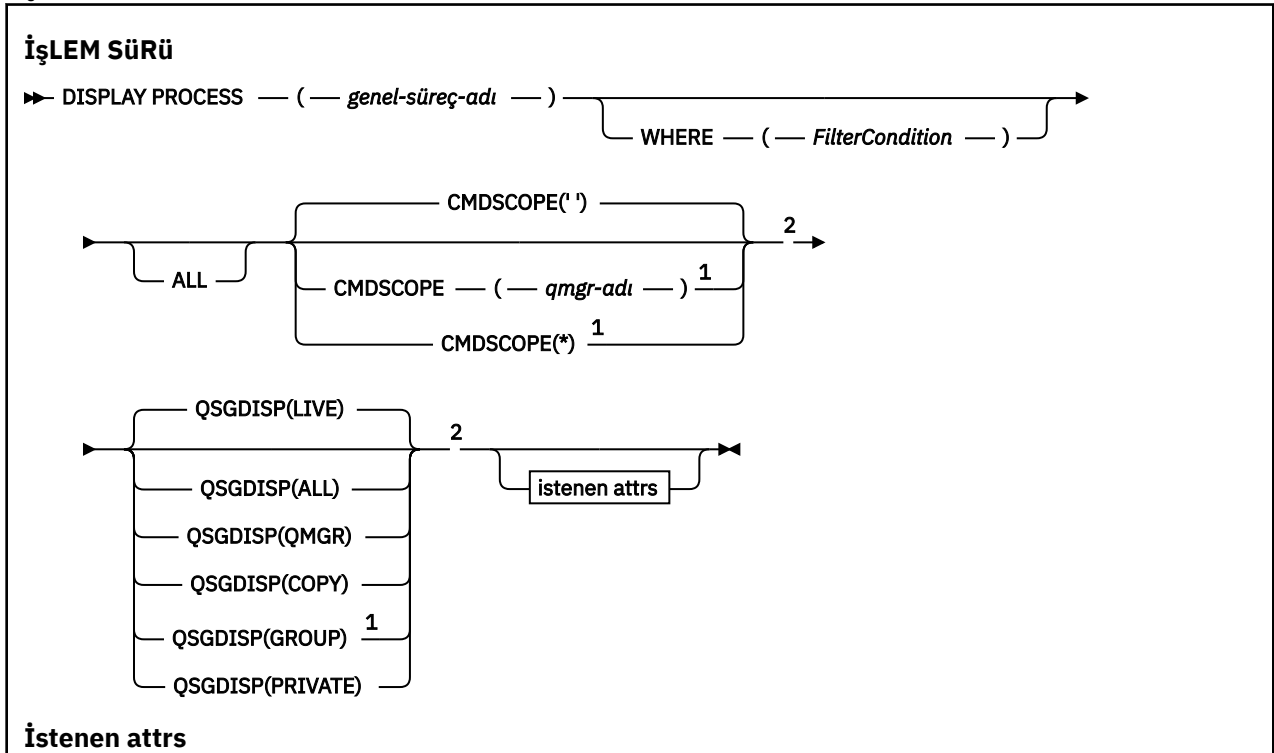 İşLEM SüRü
DISPLAY PROCESS ( genel-süreç-adı )
WHERE ( FilterCondition )
ALL
CMDSCOPE(' ')
CMDSCOPE ( qmgr-adı ) 1
CMDSCOPE(*) 1
2
QSGDISP(LIVE)
QSGDISP(ALL)
QSGDISP(QMGR)
QSGDISP(COPY)
QSGDISP(GROUP) 1
QSGDISP(PRIVATE)
2
istenen attrs
İstenen attrs